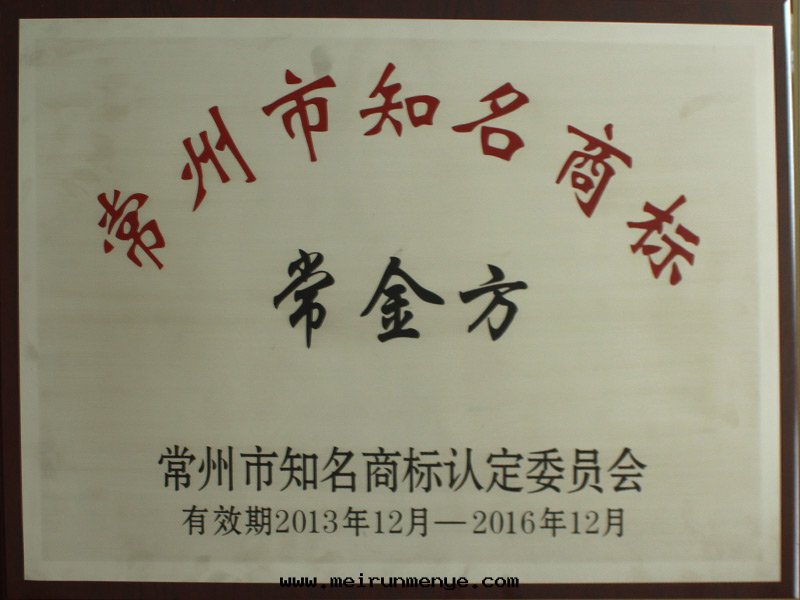 常州市知名商标
常金方
常州市知名商标认定委员会
有效期2013年12月—2016年12月
www.meirunmenye.com